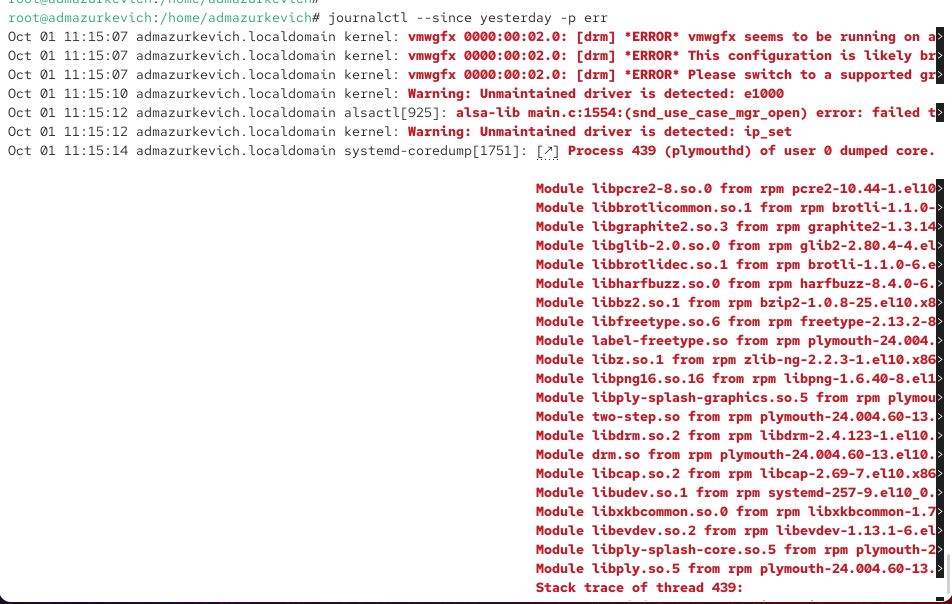 root@admazurkevich:/home/admazurkevich#
root@admazurkevich:/home/admazurkevich# journalctl --since yesterday -p err
Oct 01 11:15:07 admazurkevich.localdomain kernel: vmwgfx 0000:00:02.0: [drm] *ERROR* vmwgfx seems to be running on a>
Oct 01 11:15:07 admazurkevich.localdomain kernel: vmwgfx 0000:00:02.0: [drm] *ERROR* This configuration is likely br>
Oct 01 11:15:07 admazurkevich.localdomain kernel: vmwgfx 0000:00:02.0: [drm] *ERROR* Please switch to a supported gr>
Oct 01 11:15:10 admazurkevich.localdomain kernel: Warning: Unmaintained driver is detected: e1000
Oct 01 11:15:12 admazurkevich.localdomain alsactl[925]: alsa-lib main.c:1554:(snd_use_case_mgr_open) error: failed t>
Oct 01 11:15:12 admazurkevich.localdomain kernel: Warning: Unmaintained driver is detected: ip_set
Oct 01 11:15:14 admazurkevich.localdomain systemd-coredump[1751]: [↗] Process 439 (plymouthd) of user 0 dumped core.
Module libpcre2-8.so.0 from rpm pcre2-10.44-1.el10>
Module libbrotlicommon.so.1 from rpm brotli-1.1.0->
Module libgraphite2.so.3 from rpm graphite2-1.3.14>
Module libglib-2.0.so.0 from rpm glib2-2.80.4-4.el>
Module libbrotlidec.so.1 from rpm brotli-1.1.0-6.e>
Module libharfbuzz.so.0 from rpm harfbuzz-8.4.0-6.>
Module libbz2.so.1 from rpm bzip2-1.0.8-25.el10.x8>
Module libfreetype.so.6 from rpm freetype-2.13.2-8>
Module label-freetype.so from rpm plymouth-24.004.>
Module libz.so.1 from rpm zlib-ng-2.2.3-1.el10.x86>
Module libpng16.so.16 from rpm libpng-1.6.40-8.el1>
Module libply-splash-graphics.so.5 from rpm plymou>
Module two-step.so from rpm plymouth-24.004.60-13.>
Module libdrm.so.2 from rpm libdrm-2.4.123-1.el10.>
Module drm.so from rpm plymouth-24.004.60-13.el10.>
Module libcap.so.2 from rpm libcap-2.69-7.el10.x86>
Module libudev.so.1 from rpm systemd-257-9.el10_0.>
Module libxkbcommon.so.0 from rpm libxkbcommon-1.7>
Module libevdev.so.2 from rpm libevdev-1.13.1-6.el>
Module libply-splash-core.so.5 from rpm plymouth-2>
Module libply.so.5 from rpm plymouth-24.004.60-13.>
Stack trace of thread 439: